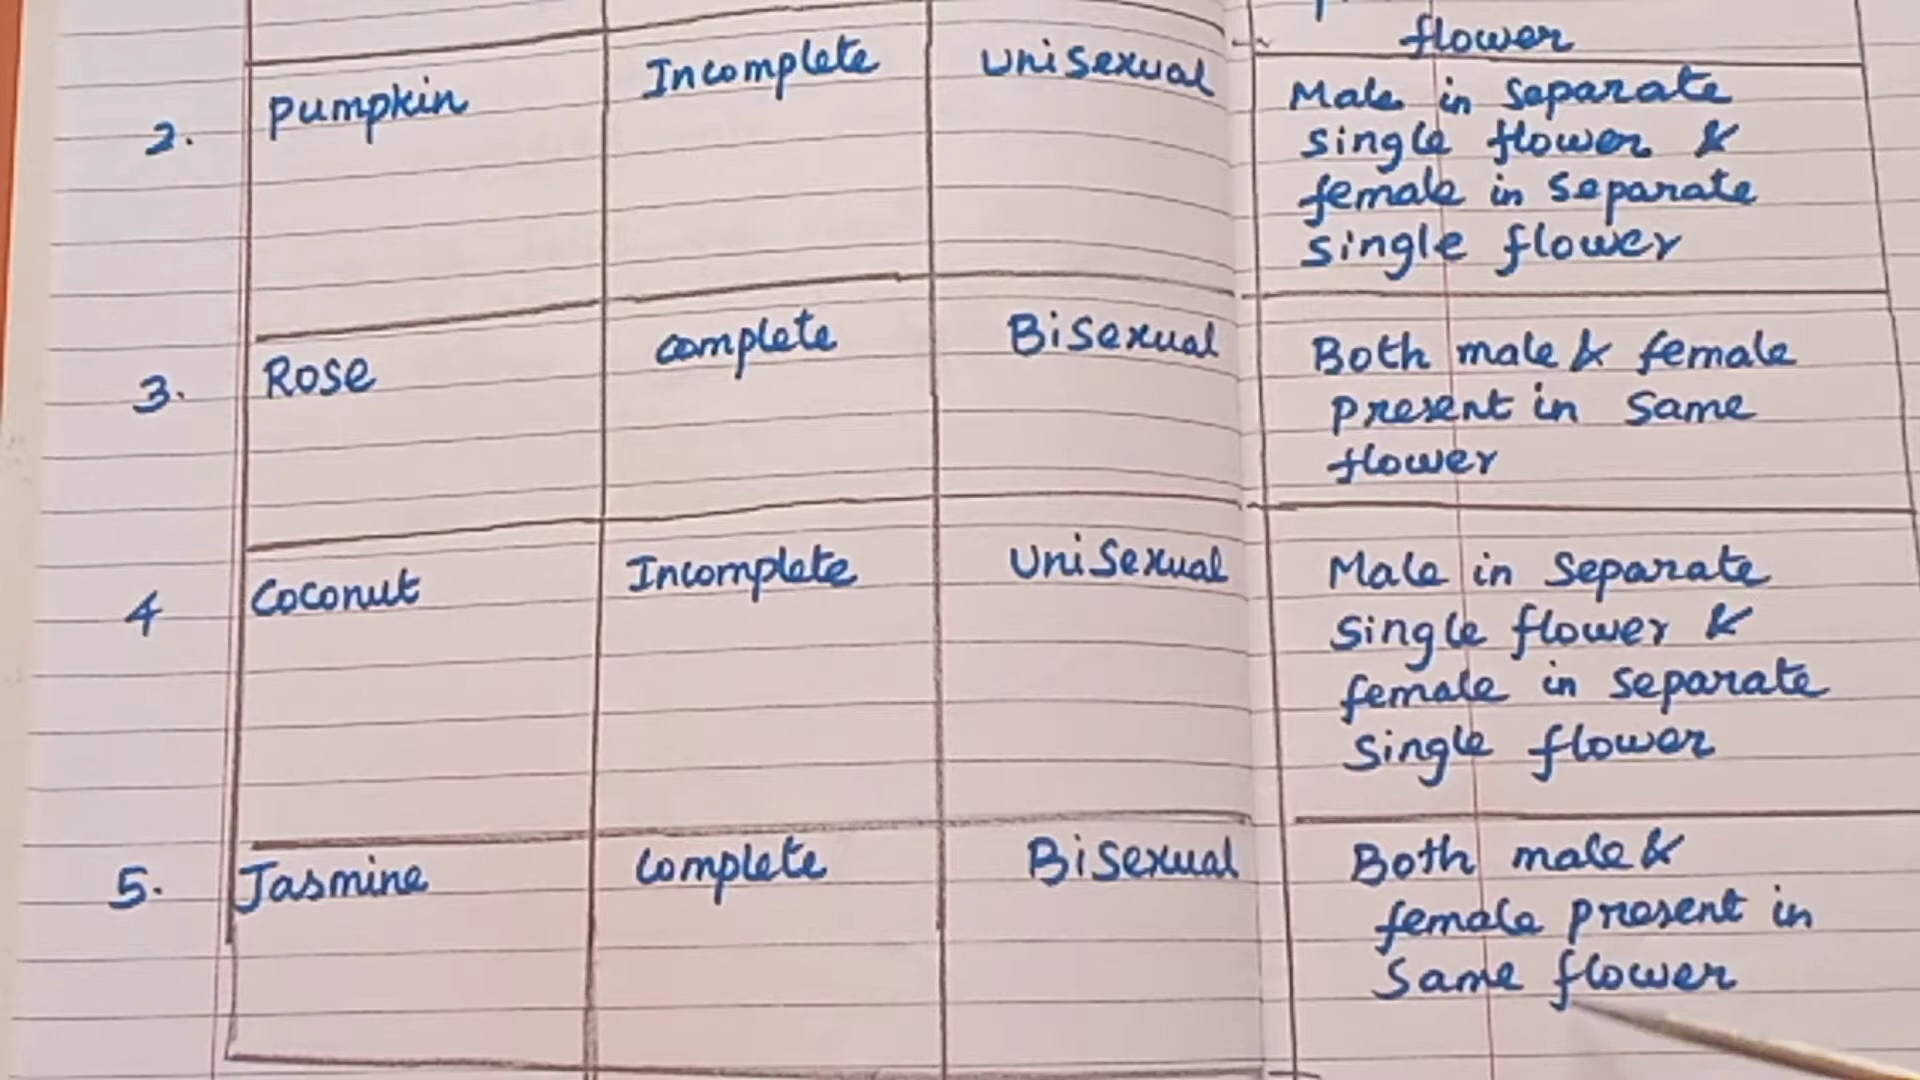 flower
2. Pumpkin Incomplete Unisexual Male in Separate
single flower &
female in Separate
single flower
3. Rose complete Bisexual Both male & female
present in Same
flower
4 Coconut Incomplete Unisexual Male in Separate
single flower &
female in separate
single flower
5. Jasmine complete Bisexual Both male &
female present in
Same flower